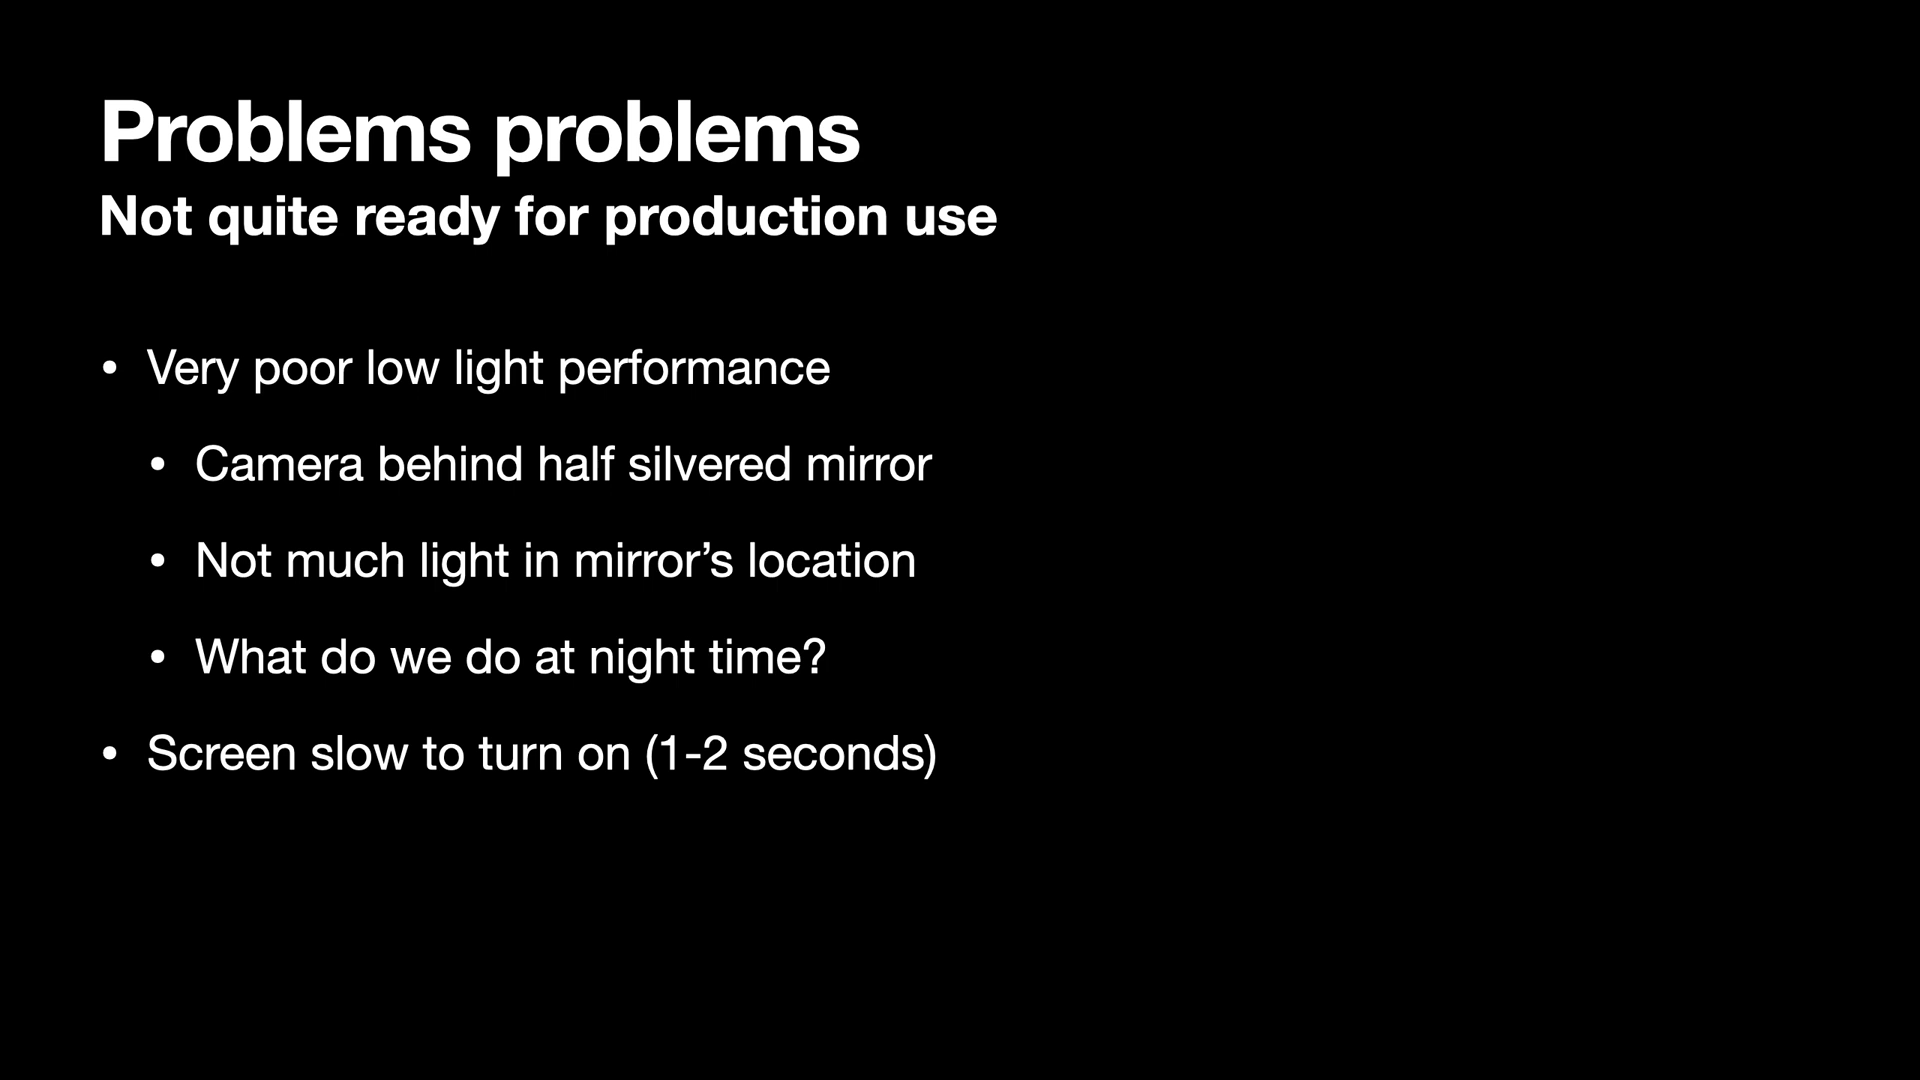 Problems problems
Not quite ready for production use
• Very poor low light performance
• Camera behind half silvered mirror
• Not much light in mirror’s location
• What do we do at night time?
• Screen slow to turn on (1-2 seconds)